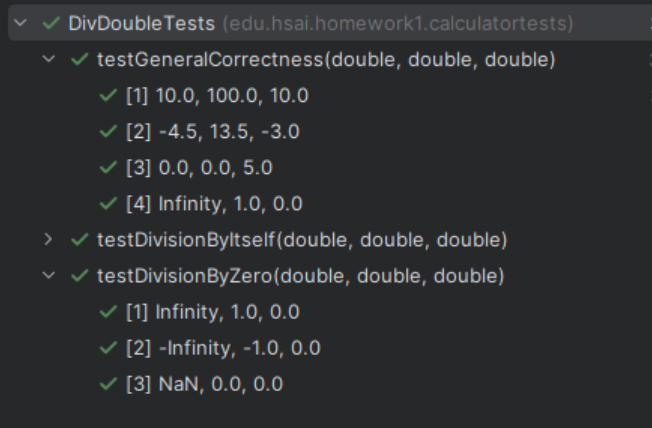 DivDoubleTests (edu.hsai.homework1.calculatortests)
testGeneralCorrectness(double, double, double)
[1] 10.0, 100.0, 10.0
[2] -4.5, 13.5, -3.0
[3] 0.0, 0.0, 5.0
[4] Infinity, 1.0, 0.0
testDivisionByItself(double, double, double)
testDivisionByZero(double, double, double)
[1] Infinity, 1.0, 0.0
[2] -Infinity, -1.0, 0.0
[3] NaN, 0.0, 0.0